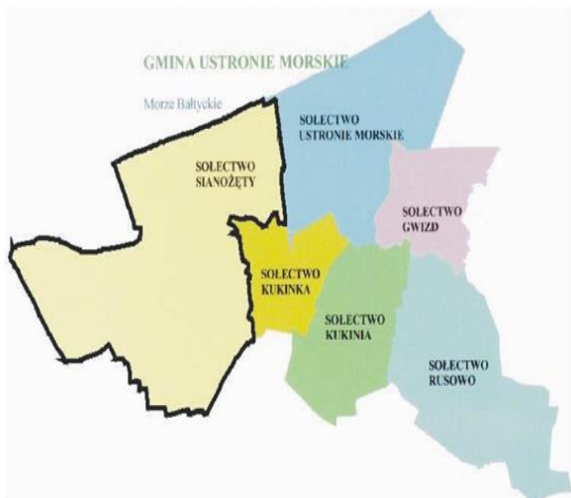 GMINA USTRONIE MORSKIE
Morze Bałtyckie
SOŁECTWO
USTRONIE MORSKIE
SOŁECTWO
SIANOŻĘTY
SOŁECTWO
GWIZD
SOŁECTWO
KUKINKA
SOŁECTWO
KUKINIA
SOŁECTWO
RUSOWO